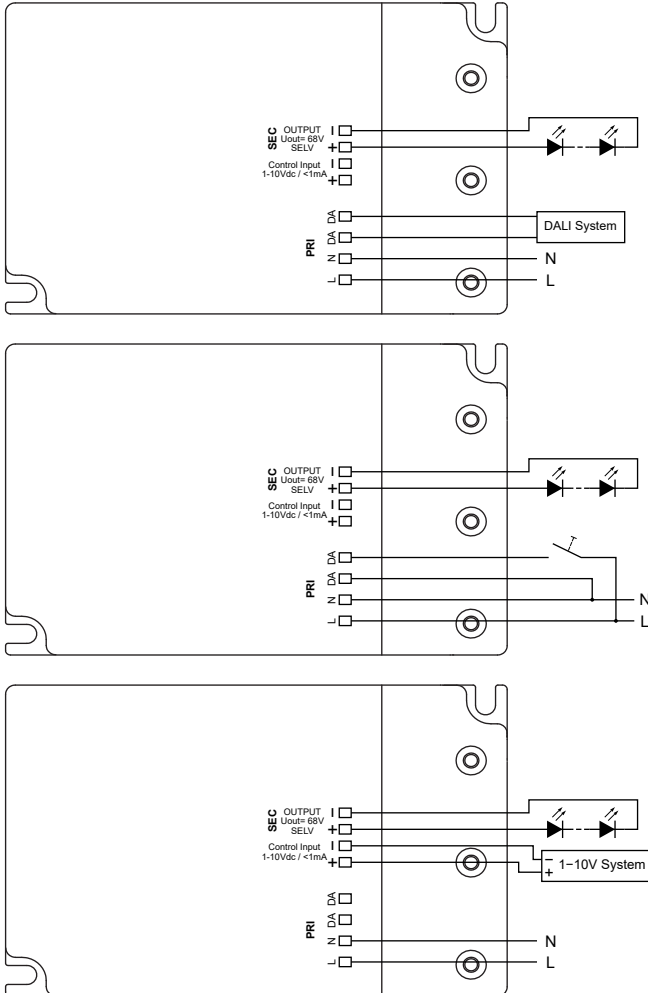 SEC
OUTPUT
Uout= 68V
SELV
–
+
Control Input
1-10Vdc / <1mA
–
+
PRI
DA
DA
N
L
DALI System
N
L
SEC
OUTPUT
Uout= 68V
SELV
–
+
Control Input
1-10Vdc / <1mA
–
+
PRI
DA
DA
N
L
N
L
SEC
OUTPUT
Uout= 68V
SELV
–
+
Control Input
1-10Vdc / <1mA
–
+
PRI
DA
DA
N
L
–
+
1−10V System
N
L